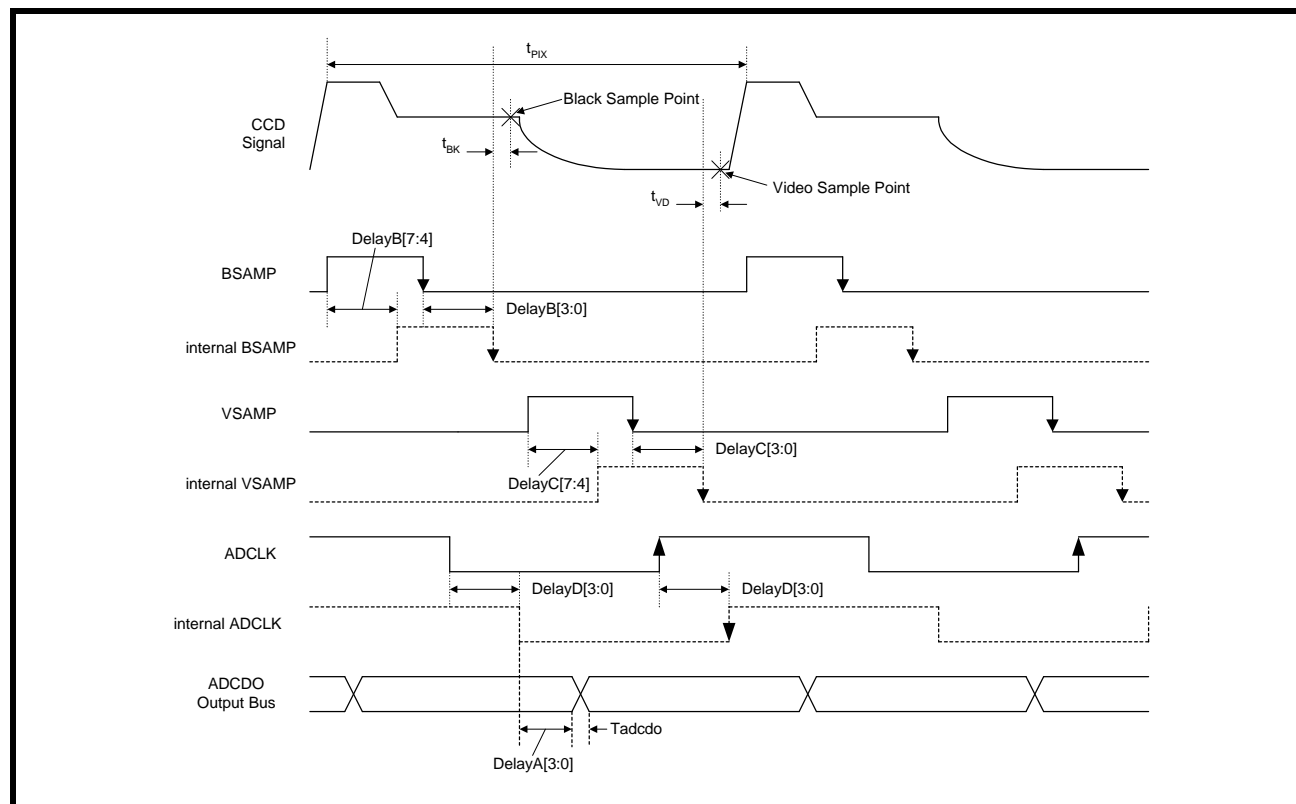 tPIX
Black Sample Point
CCD
Signal
tBK
Video Sample Point
tVD
DelayB[7:4]
BSAMP
DelayB[3:0]
internal BSAMP
VSAMP
DelayC[3:0]
DelayC[7:4]
internal VSAMP
ADCLK
DelayD[3:0]
DelayD[3:0]
internal ADCLK
ADCDO
Output Bus
Tadcdo
DelayA[3:0]